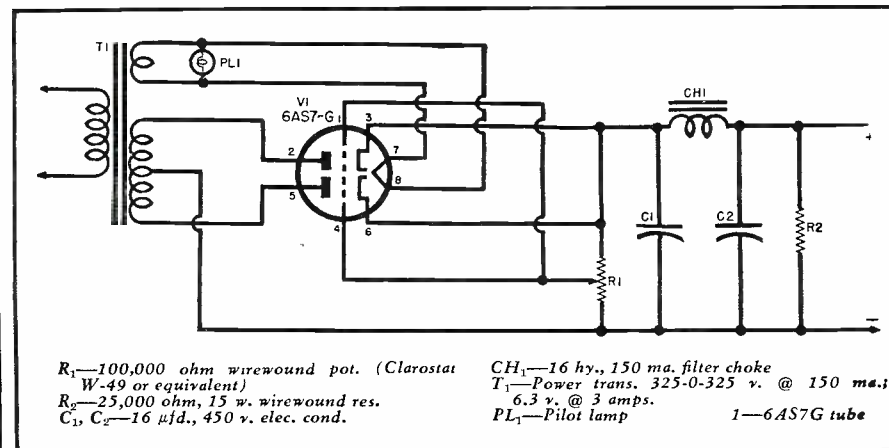 T1
PL1
V1
6AS7-G
1
3
2
7
8
5
4
6
CH1
+
C1
C2
R1
R2
−
R₁—100,000 ohm wirewound pot. (Clarostat
W-49 or equivalent)
R₂—25,000 ohm, 15 w. wirewound res.
C₁, C₂—16 µfd., 450 v. elec. cond.
CH₁—16 hy., 150 ma. filter choke
T₁—Power trans. 325-0-325 v. @ 150 ma.;
6.3 v. @ 3 amps.
PL₁—Pilot lamp 1—6AS7G tube